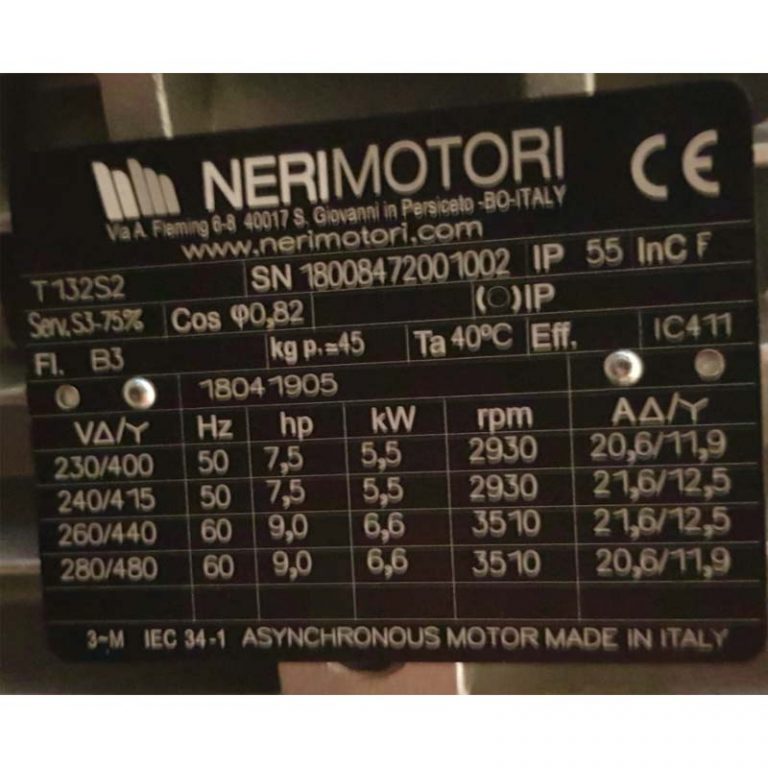 NERIMOTORI CE
Via A. Fleming 6-8 40017 S. Giovanni in Persiceto -BO-ITALY
www.nerimotori.com
T132S2 SN 18008472001002 IP 55 InC F
Serv. S3-75% Cos φ0,82 IP
Fl. B3 kg p.=45 Ta 40°C Eff. IC411
18041905
V∆/Y Hz hp kW rpm A∆/Y
230/400 50 7,5 5,5 2930 20,6/11,9
240/415 50 7,5 5,5 2930 21,6/12,5
260/440 60 9,0 6,6 3510 21,6/12,5
280/480 60 9,0 6,6 3510 20,6/11,9
3~M IEC 34-1 ASYNCHRONOUS MOTOR MADE IN ITALY